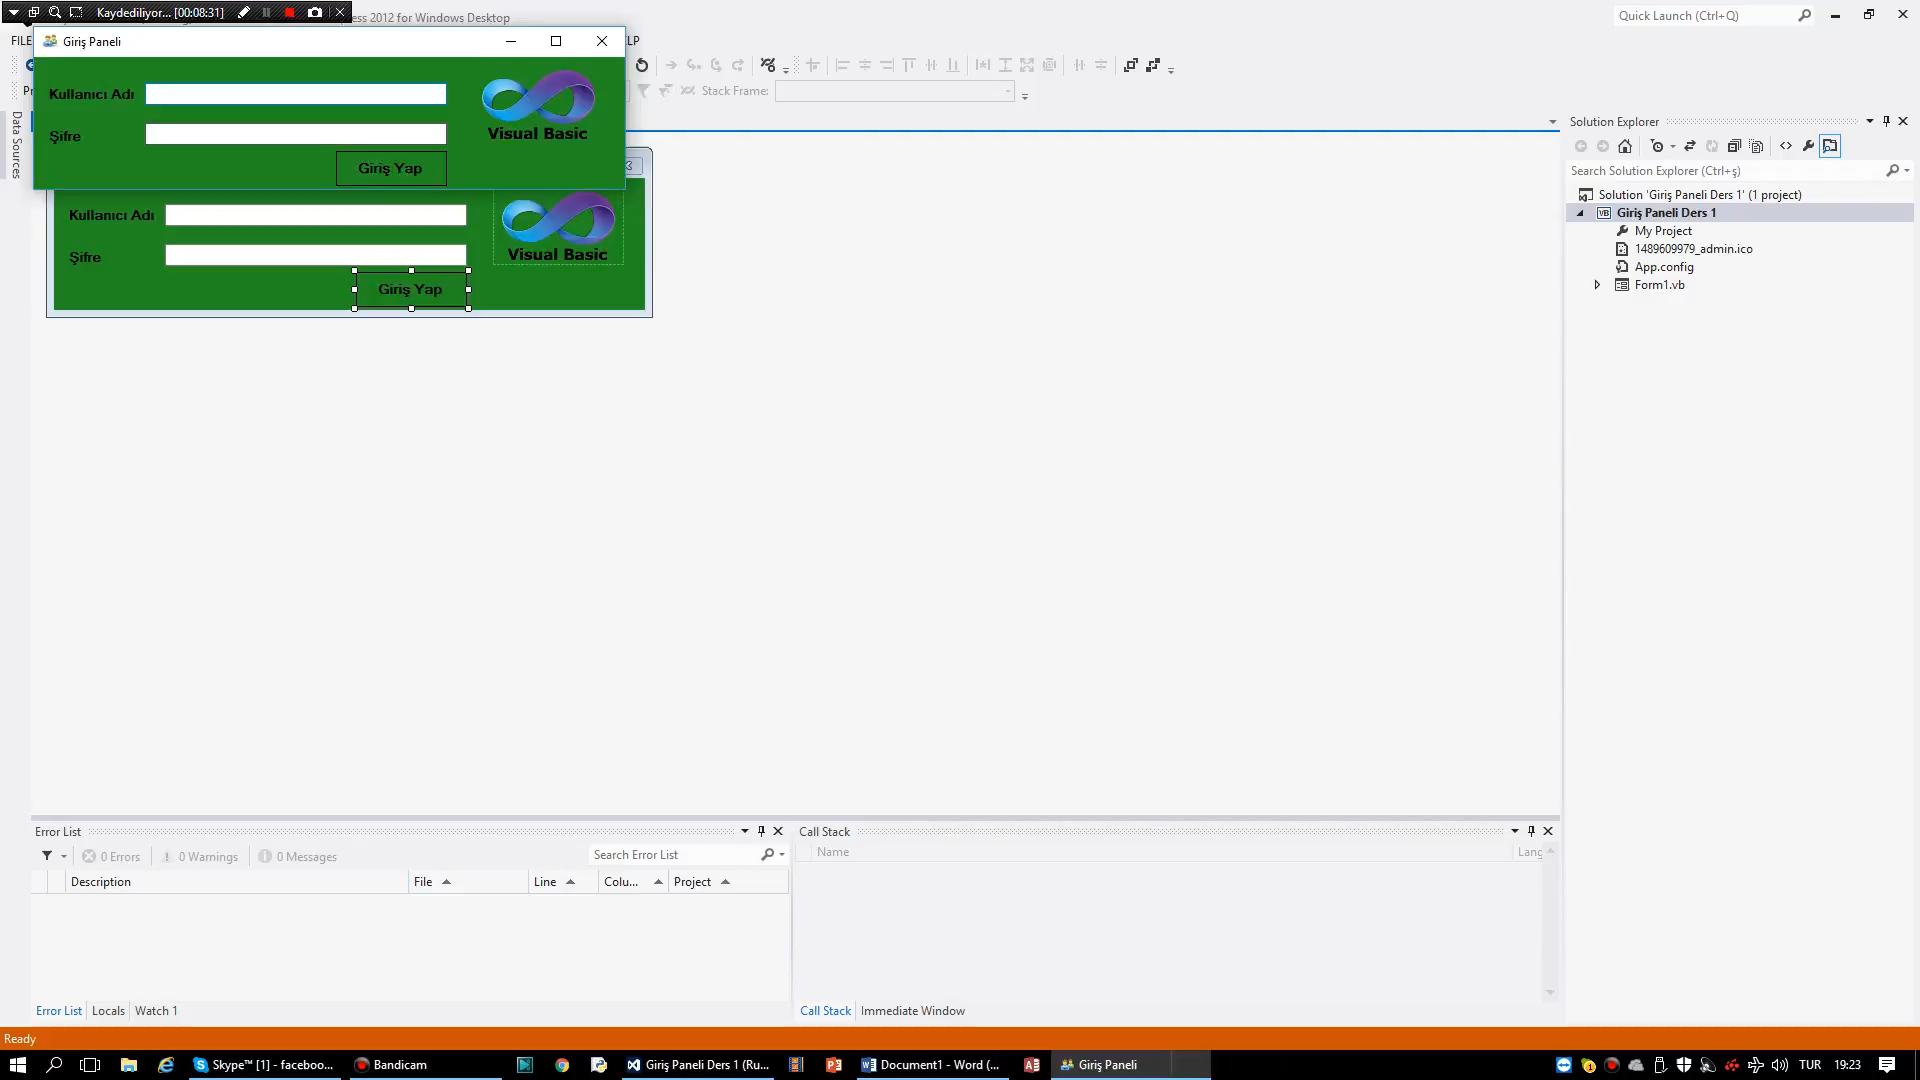 Kaydediliyor... [00:08:31]
ess 2012 for Windows Desktop
Quick Launch (Ctrl+Q)
FILE
LP
Giriş Paneli
Kullanıcı Adı
Şifre
Giriş Yap
Visual Basic
Stack Frame:
Data Sources
Kullanıcı Adı
Şifre
Giriş Yap
Visual Basic
Solution Explorer
Search Solution Explorer (Ctrl+ş)
Solution 'Giriş Paneli Ders 1' (1 project)
VB Giriş Paneli Ders 1
My Project
1489609979_admin.ico
App.config
Form1.vb
Error List
0 Errors
0 Warnings
0 Messages
Search Error List
Description
File
Line
Colu...
Project
Error List
Locals
Watch 1
Call Stack
Name
Lang
Call Stack
Immediate Window
Ready
Skype™ [1] - faceboo...
Bandicam
Giriş Paneli Ders 1 (Ru...
Document1 - Word (...
Giriş Paneli
TUR
19:23